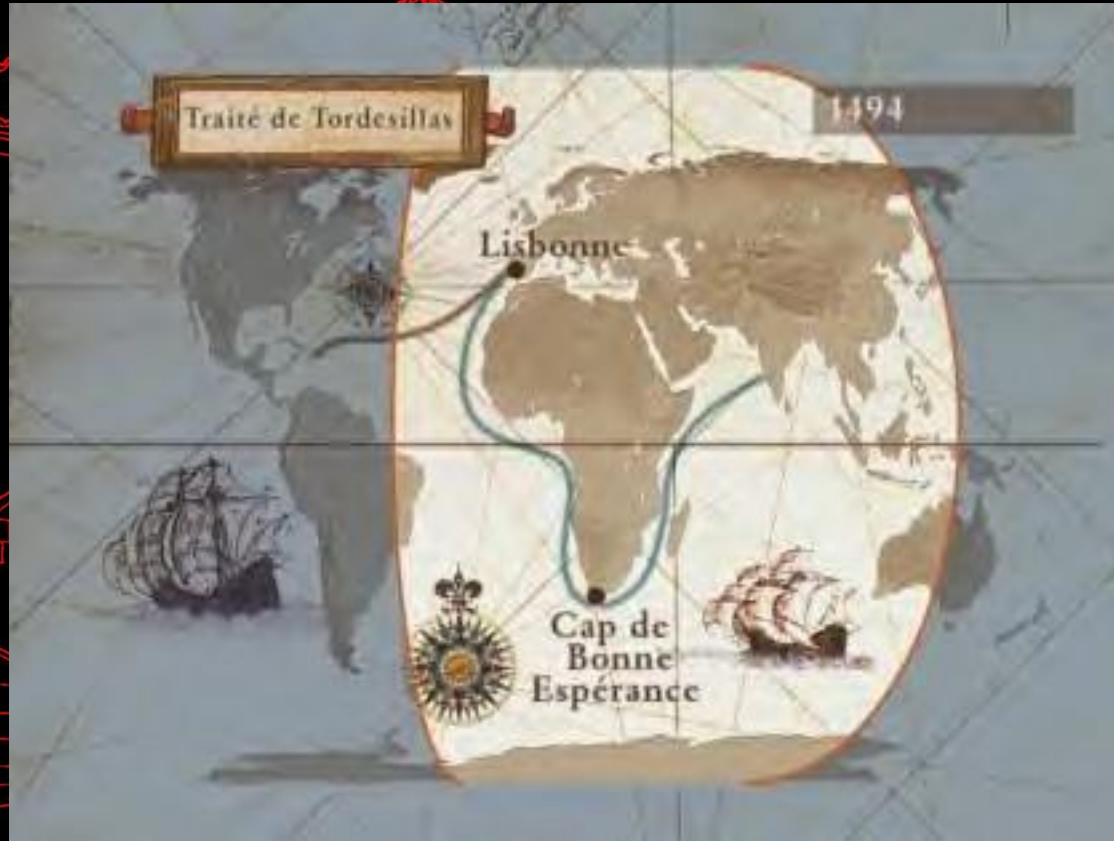 Traité de Tordesillas
1494
Lisbonne
Cap de
Bonne
Espérance